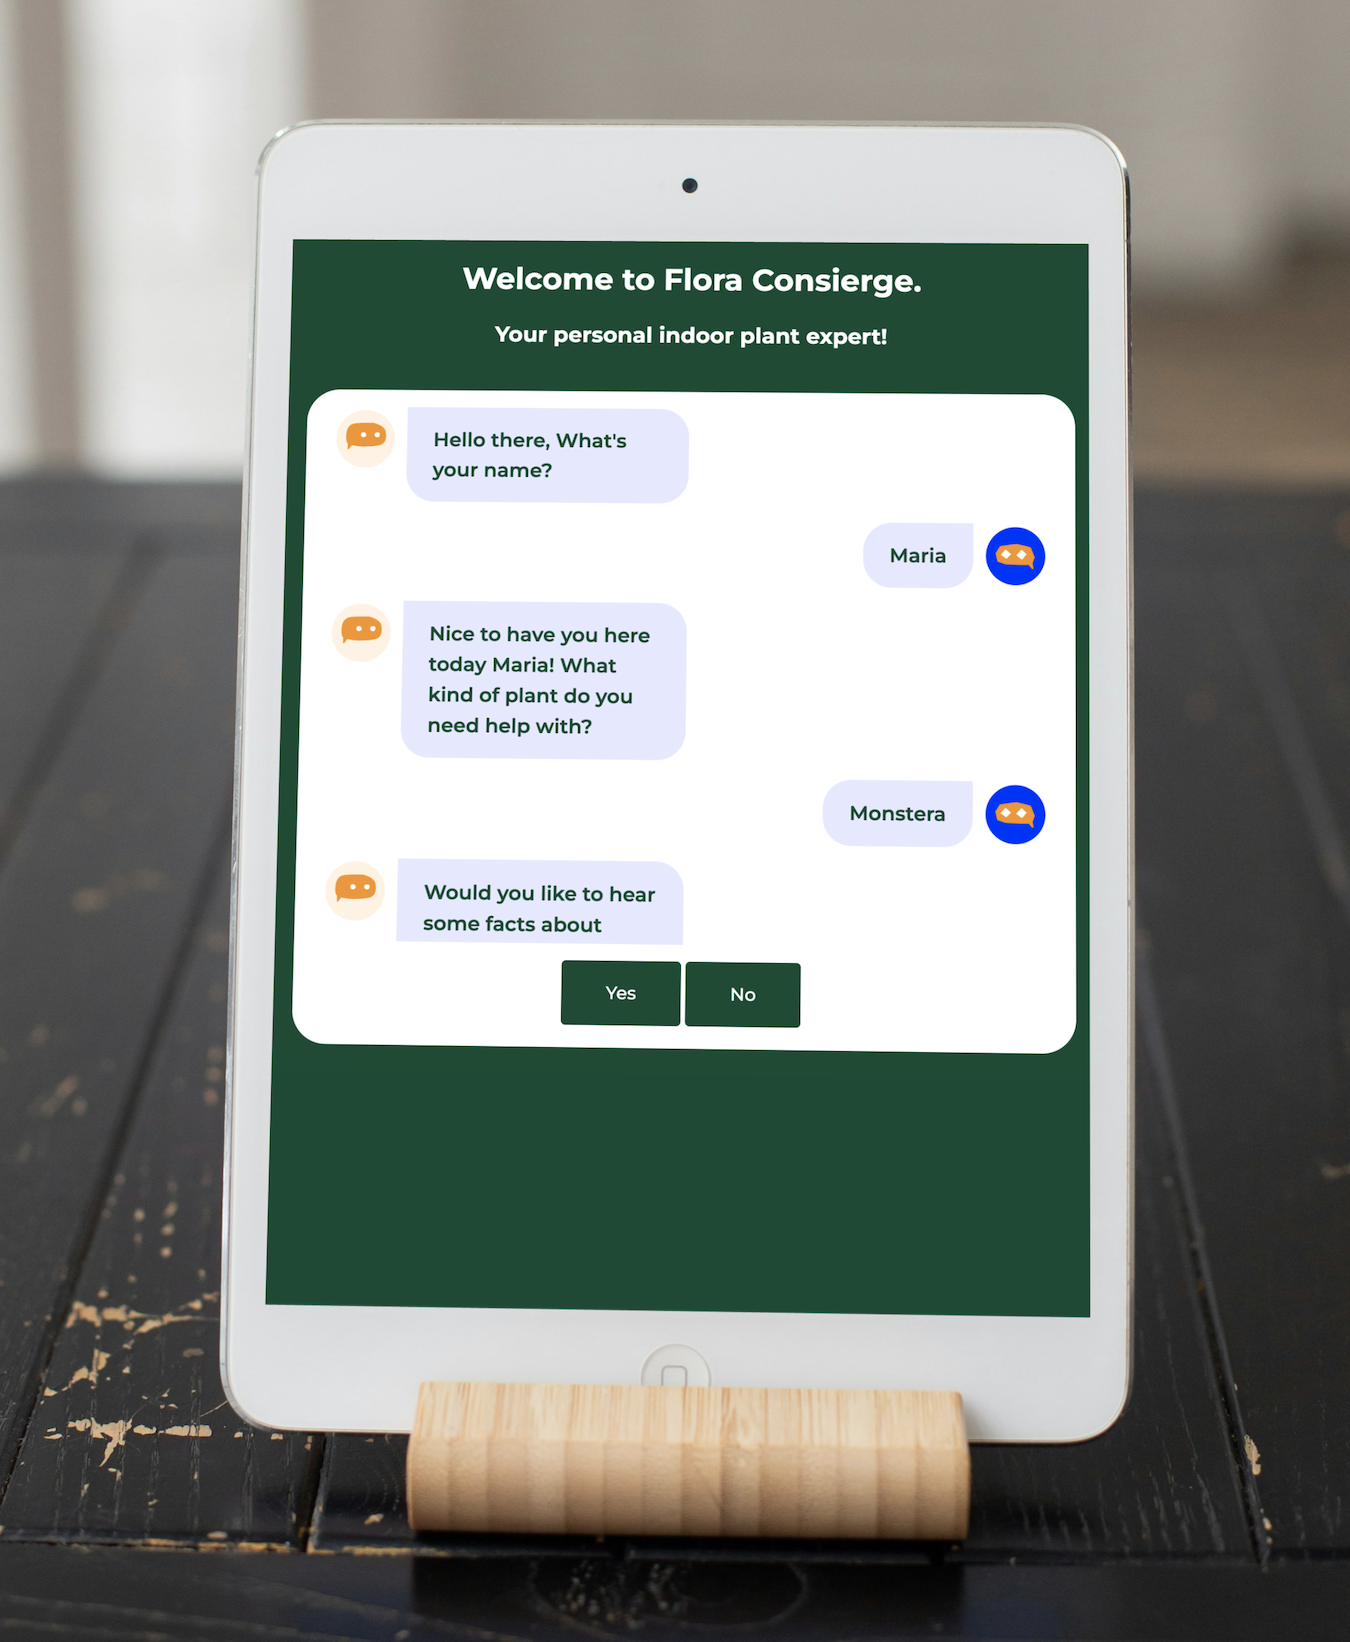 Welcome to Flora Consierge.
Your personal indoor plant expert!
Hello there, What's
your name?
Maria
Nice to have you here
today Maria! What
kind of plant do you
need help with?
Monstera
Would you like to hear
some facts about
Yes
No